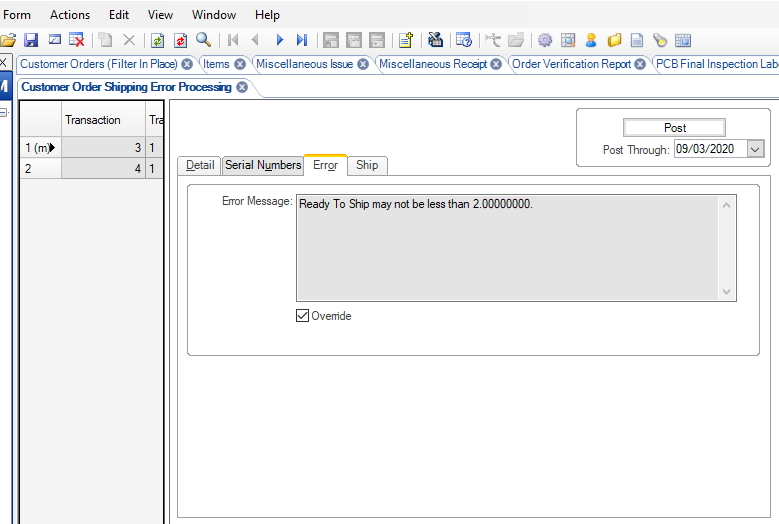 Form Actions Edit View Window Help
Customer Orders (Filter In Place) Items Miscellaneous Issue Miscellaneous Receipt Order Verification Report PCB Final Inspection Labe
Customer Order Shipping Error Processing
Transaction Tra
1 (m) 3 1
2 4 1
Post
Post Through: 09/03/2020
Detail Serial Numbers Error Ship
Error Message: Ready To Ship may not be less than 2.00000000.
Override